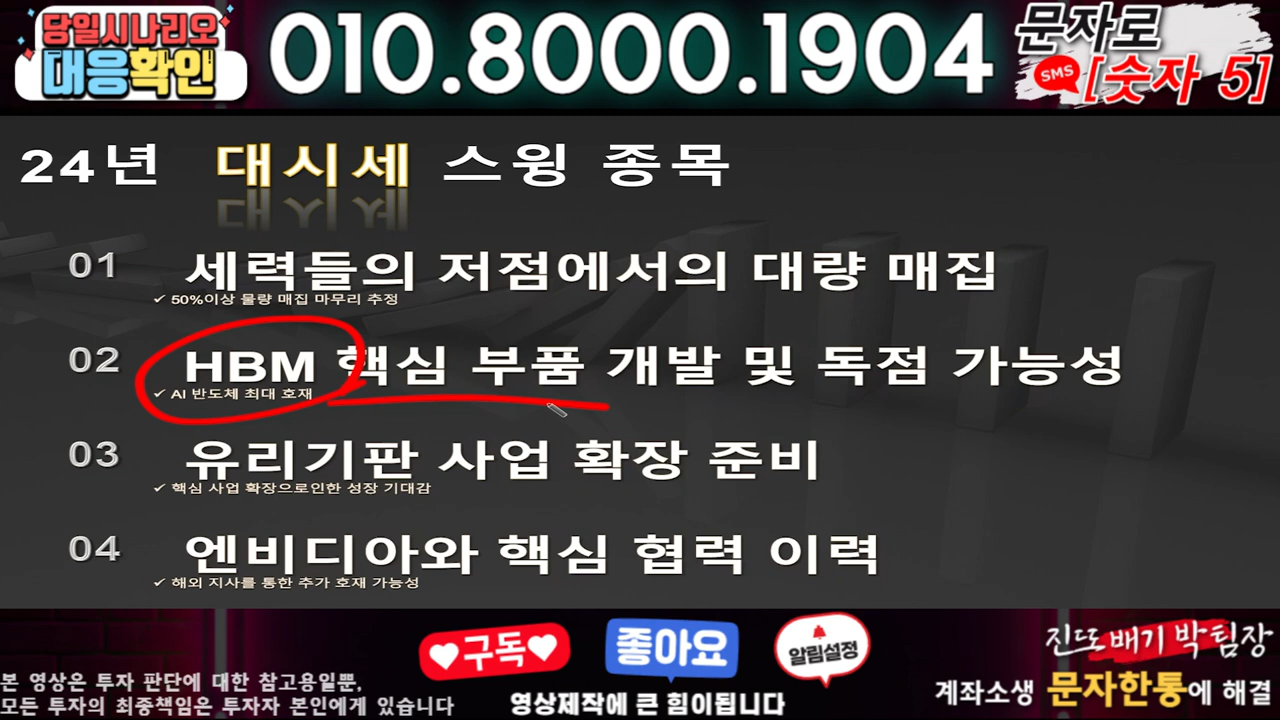 당일시나리오
대응확인
010.8000.1904
문자로
SMS
[숫자 5]
24년 대시세 스윙 종목
01 세력들의 저점에서의 대량 매집
✓ 50%이상 물량 매집 마무리 추정
02 HBM 핵심 부품 개발 및 독점 가능성
✓ AI 반도체 최대 호재
03 유리기판 사업 확장 준비
✓ 핵심 사업 확장으로인한 성장 기대감
04 엔비디아와 핵심 협력 이력
✓ 해외 지사를 통한 추가 호재 가능성
구독
좋아요
알림설정
영상제작에 큰 힘이됩니다
본 영상은 투자 판단에 대한 참고용일뿐,
모든 투자의 최종책임은 투자자 본인에게 있습니다
진또배기 박팀장
계좌소생 문자한통에 해결